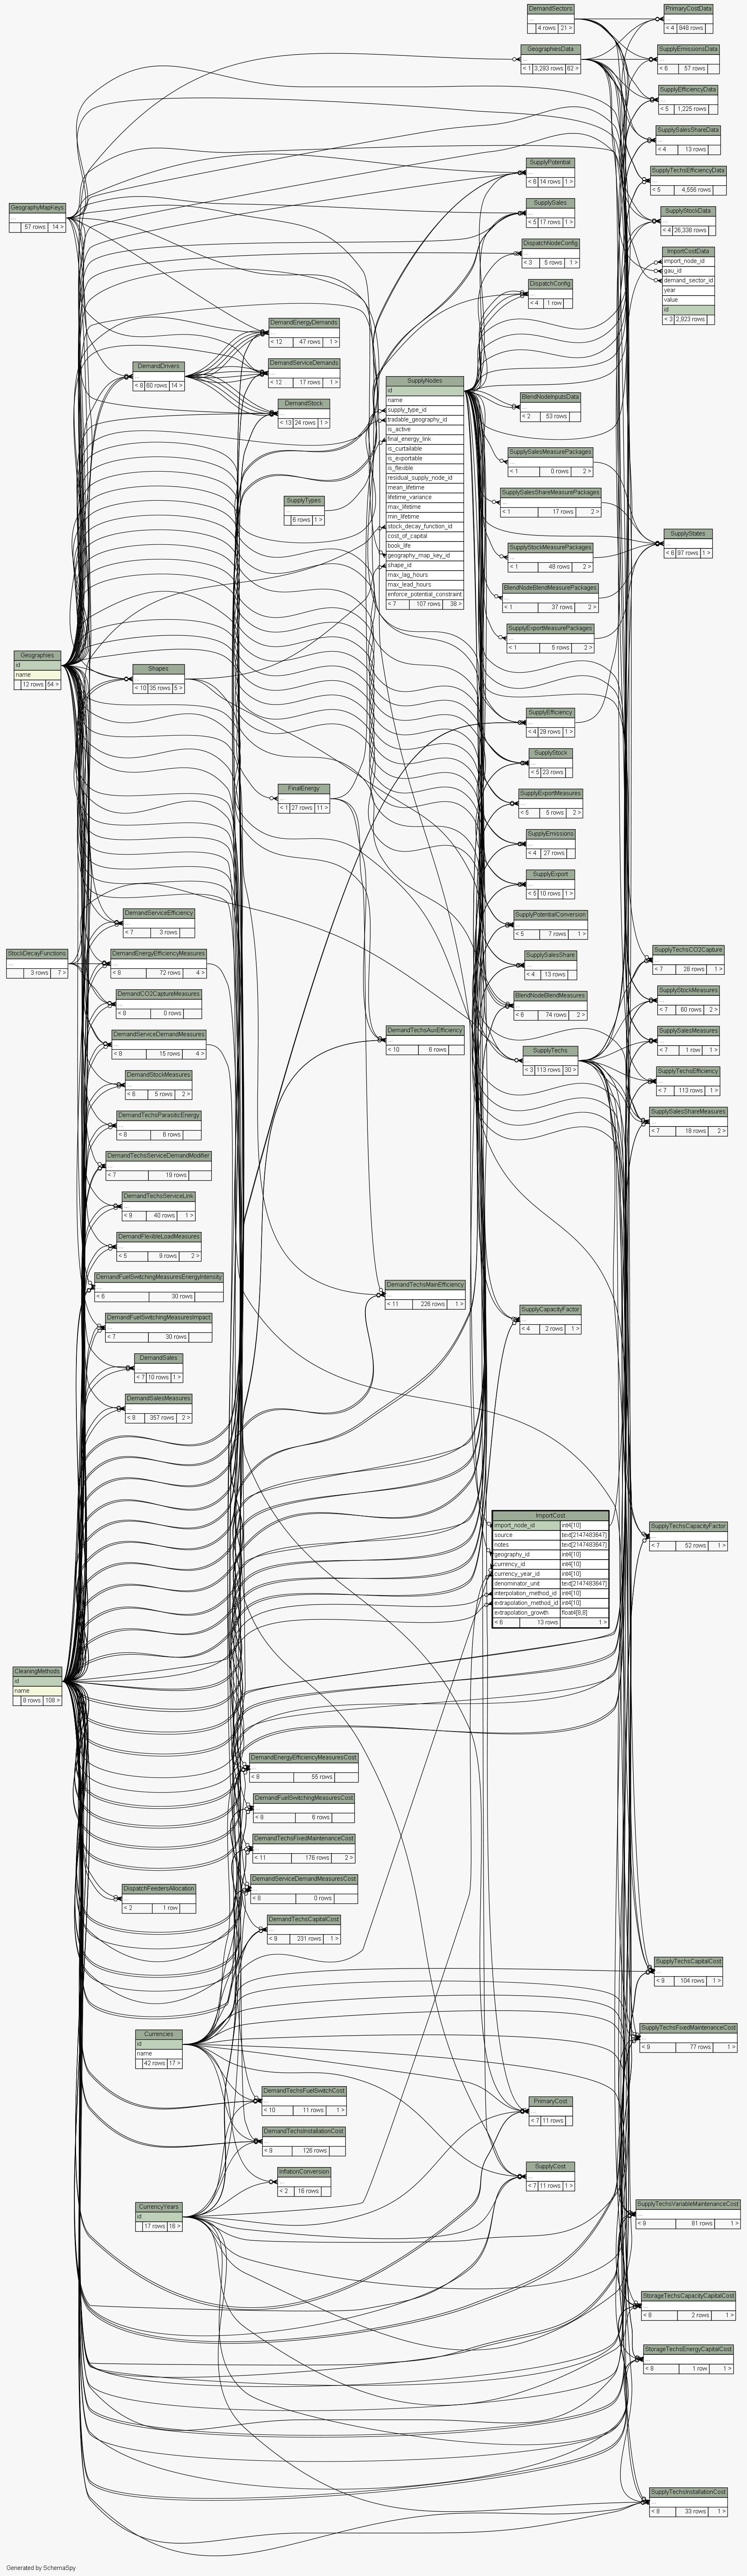 DemandSectors
...
4 rows 21 >
PrimaryCostData
...
< 4 848 rows
GeographiesData
...
< 1 3,293 rows 62 >
SupplyEmissionsData
...
< 6 57 rows
SupplyEfficiencyData
...
< 5 1,225 rows
SupplySalesShareData
...
< 4 13 rows
SupplyPotential
...
< 6 14 rows 1 >
SupplyTechsEfficiencyData
...
< 5 4,556 rows
GeographyMapKeys
...
57 rows 14 >
SupplySales
...
< 5 17 rows 1 >
SupplyStockData
...
< 4 26,338 rows
DispatchNodeConfig
...
< 3 5 rows 1 >
ImportCostData
import_node_id
gau_id
demand_sector_id
year
value
id
< 3 2,823 rows
DispatchConfig
...
< 4 1 row
DemandEnergyDemands
...
< 12 47 rows 1 >
DemandDrivers
...
< 8 60 rows 14 >
DemandServiceDemands
...
< 12 17 rows 1 >
DemandStock
...
< 13 24 rows 1 >
SupplyNodes
id
name
supply_type_id
tradable_geography_id
is_active
final_energy_link
is_curtailable
is_exportable
is_flexible
residual_supply_node_id
mean_lifetime
lifetime_variance
max_lifetime
min_lifetime
stock_decay_function_id
cost_of_capital
book_life
geography_map_key_id
shape_id
max_lag_hours
max_lead_hours
enforce_potential_constraint
< 7 107 rows 38 >
BlendNodeInputsData
...
< 2 53 rows
SupplySalesMeasurePackages
...
< 1 0 rows 2 >
SupplyTypes
...
6 rows 1 >
SupplySalesShareMeasurePackages
...
< 1 17 rows 2 >
SupplyStates
...
< 6 97 rows 1 >
SupplyStockMeasurePackages
...
< 1 48 rows 2 >
BlendNodeBlendMeasurePackages
...
< 1 37 rows 2 >
SupplyExportMeasurePackages
...
< 1 5 rows 2 >
Geographies
id
name
12 rows 54 >
Shapes
...
< 10 35 rows 5 >
SupplyEfficiency
...
< 4 29 rows 1 >
SupplyStock
...
< 5 23 rows
FinalEnergy
...
< 1 27 rows 11 >
SupplyExportMeasures
...
< 5 5 rows 2 >
SupplyEmissions
...
< 4 27 rows
SupplyExport
...
< 5 10 rows 1 >
DemandServiceEfficiency
...
< 7 3 rows
SupplyPotentialConversion
...
< 5 7 rows 1 >
StockDecayFunctions
...
3 rows 7 >
DemandEnergyEfficiencyMeasures
...
< 8 72 rows 4 >
SupplySalesShare
...
< 4 13 rows
SupplyTechsCO2Capture
...
< 7 28 rows 1 >
DemandCO2CaptureMeasures
...
< 8 0 rows
BlendNodeBlendMeasures
...
< 6 74 rows 2 >
SupplyStockMeasures
...
< 7 60 rows 2 >
DemandServiceDemandMeasures
...
< 8 15 rows 4 >
DemandTechsAuxEfficiency
...
< 10 6 rows
SupplyTechs
...
< 3 113 rows 30 >
SupplySalesMeasures
...
< 7 1 row 1 >
DemandStockMeasures
...
< 6 5 rows 2 >
SupplyTechsEfficiency
...
< 7 113 rows 1 >
DemandTechsParasiticEnergy
...
< 8 6 rows
SupplySalesShareMeasures
...
< 7 18 rows 2 >
DemandTechsServiceDemandModifier
...
< 7 19 rows
DemandTechsServiceLink
...
< 9 40 rows 1 >
DemandFlexibleLoadMeasures
...
< 5 9 rows 2 >
DemandFuelSwitchingMeasuresEnergyIntensity
...
< 6 30 rows
DemandTechsMainEfficiency
...
< 11 226 rows 1 >
DemandFuelSwitchingMeasuresImpact
...
< 7 30 rows
SupplyCapacityFactor
...
< 4 2 rows 1 >
DemandSales
...
< 7 10 rows 1 >
DemandSalesMeasures
...
< 8 357 rows 2 >
ImportCost
import_node_id int4[10]
source text[2147483647]
notes text[2147483647]
geography_id int4[10]
currency_id int4[10]
currency_year_id int4[10]
denominator_unit text[2147483647]
interpolation_method_id int4[10]
extrapolation_method_id int4[10]
extrapolation_growth float4[8,8]
< 6 13 rows 1 >
SupplyTechsCapacityFactor
...
< 7 52 rows 1 >
CleaningMethods
id
name
8 rows 108 >
DemandEnergyEfficiencyMeasuresCost
...
< 8 55 rows
DemandFuelSwitchingMeasuresCost
...
< 8 6 rows
DemandTechsFixedMaintenanceCost
...
< 11 176 rows 2 >
DemandServiceDemandMeasuresCost
...
< 8 0 rows
DispatchFeedersAllocation
...
< 2 1 row
DemandTechsCapitalCost
...
< 9 231 rows 1 >
SupplyTechsCapitalCost
...
< 9 104 rows 1 >
Currencies
id
name
42 rows 17 >
SupplyTechsFixedMaintenanceCost
...
< 9 77 rows 1 >
DemandTechsFuelSwitchCost
...
< 10 11 rows 1 >
PrimaryCost
...
< 7 11 rows
DemandTechsInstallationCost
...
< 9 126 rows
InflationConversion
...
< 2 16 rows
SupplyCost
...
< 7 11 rows 1 >
CurrencyYears
id
17 rows 16 >
SupplyTechsVariableMaintenanceCost
...
< 9 81 rows 1 >
StorageTechsCapacityCapitalCost
...
< 8 2 rows 1 >
StorageTechsEnergyCapitalCost
...
< 8 1 row 1 >
SupplyTechsInstallationCost
...
< 8 33 rows 1 >
Generated by SchemaSpy